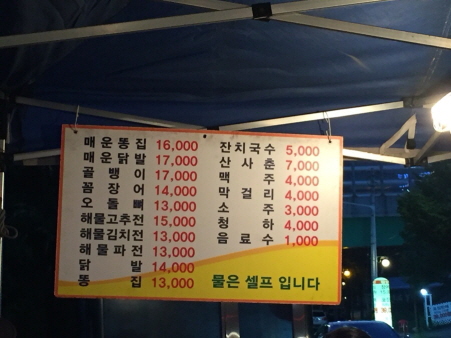 매운똥집 16,000
매운닭발 17,000
골뱅이 17,000
꼼장어 14,000
오돌뼈 13,000
해물고추전 15,000
해물김치전 13,000
해물파전 13,000
닭발 14,000
똥집 13,000
잔치국수 5,000
산사춘 7,000
맥주 4,000
막걸리 4,000
소주 3,000
청하 4,000
음료수 1,000
물은 셀프 입니다